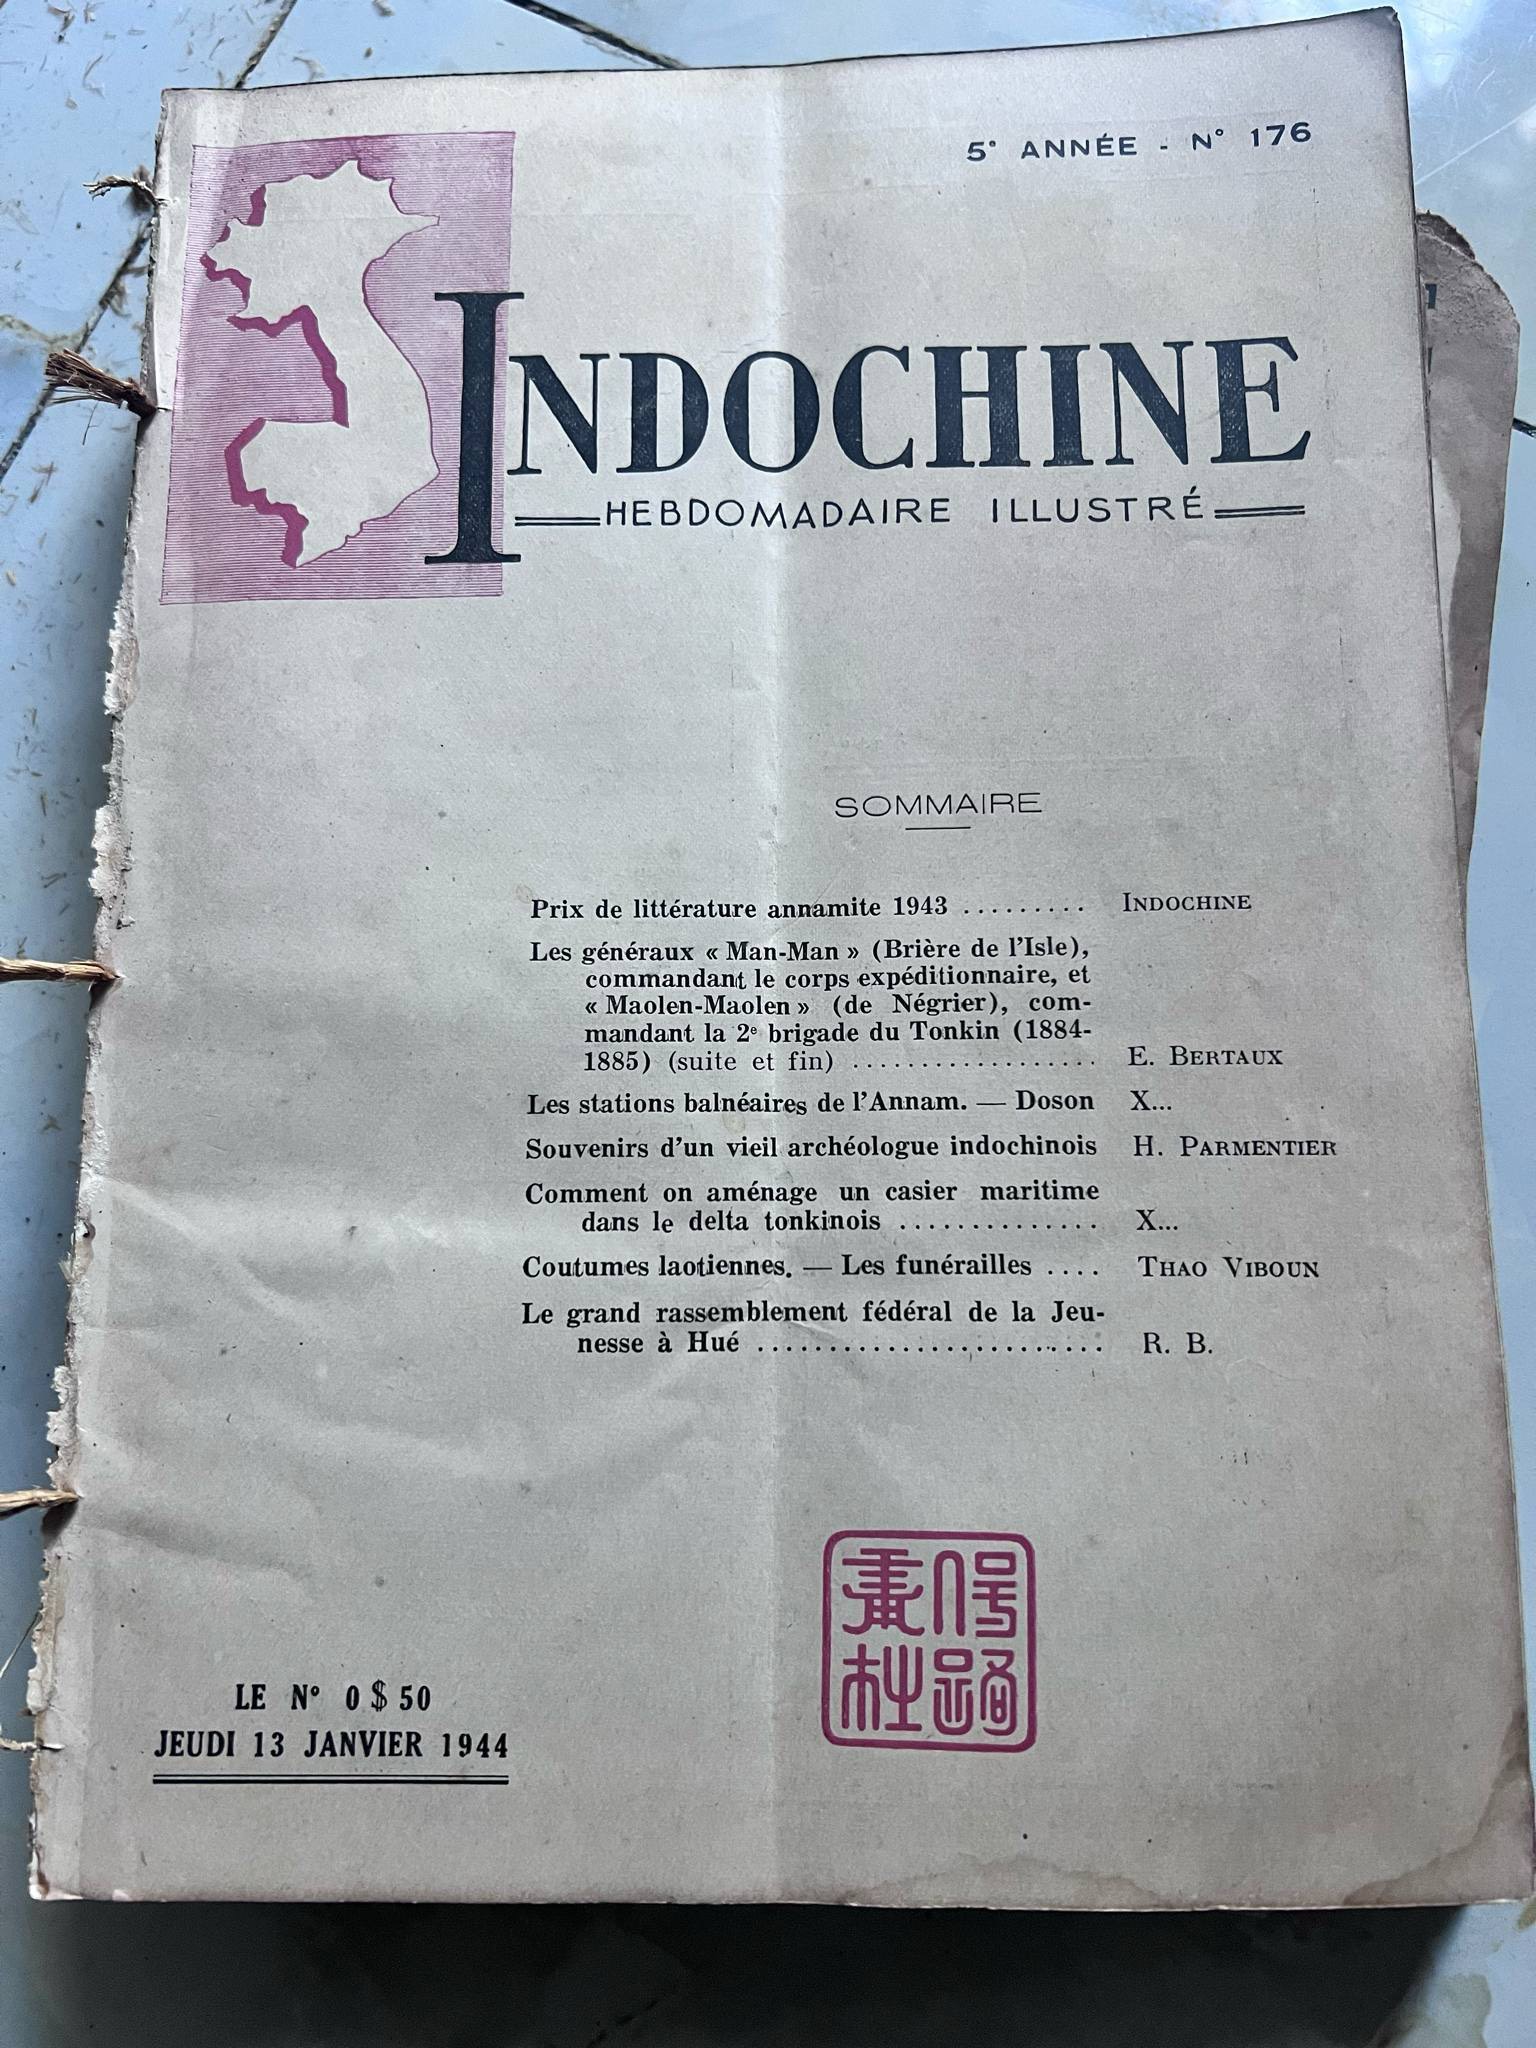 5e ANNÉE - N° 176
INDOCHINE
HEBDOMADAIRE ILLUSTRÉ
SOMMAIRE
Prix de littérature annamite 1943 ......... INDOCHINE
Les généraux « Man-Man » (Brière de l'Isle),
commandant le corps expéditionnaire, et
« Maolen-Maolen » (de Négrier), com-
mandant la 2e brigade du Tonkin (1884-
1885) (suite et fin) .................. E. BERTAUX
Les stations balnéaires de l'Annam. — Doson X...
Souvenirs d'un vieil archéologue indochinois H. PARMENTIER
Comment on aménage un casier maritime
dans le delta tonkinois .............. X...
Coutumes laotiennes. — Les funérailles .... THAO VIBOUN
Le grand rassemblement fédéral de la Jeu-
nesse à Hué ........................ R. B.
LE N° 0$50
JEUDI 13 JANVIER 1944